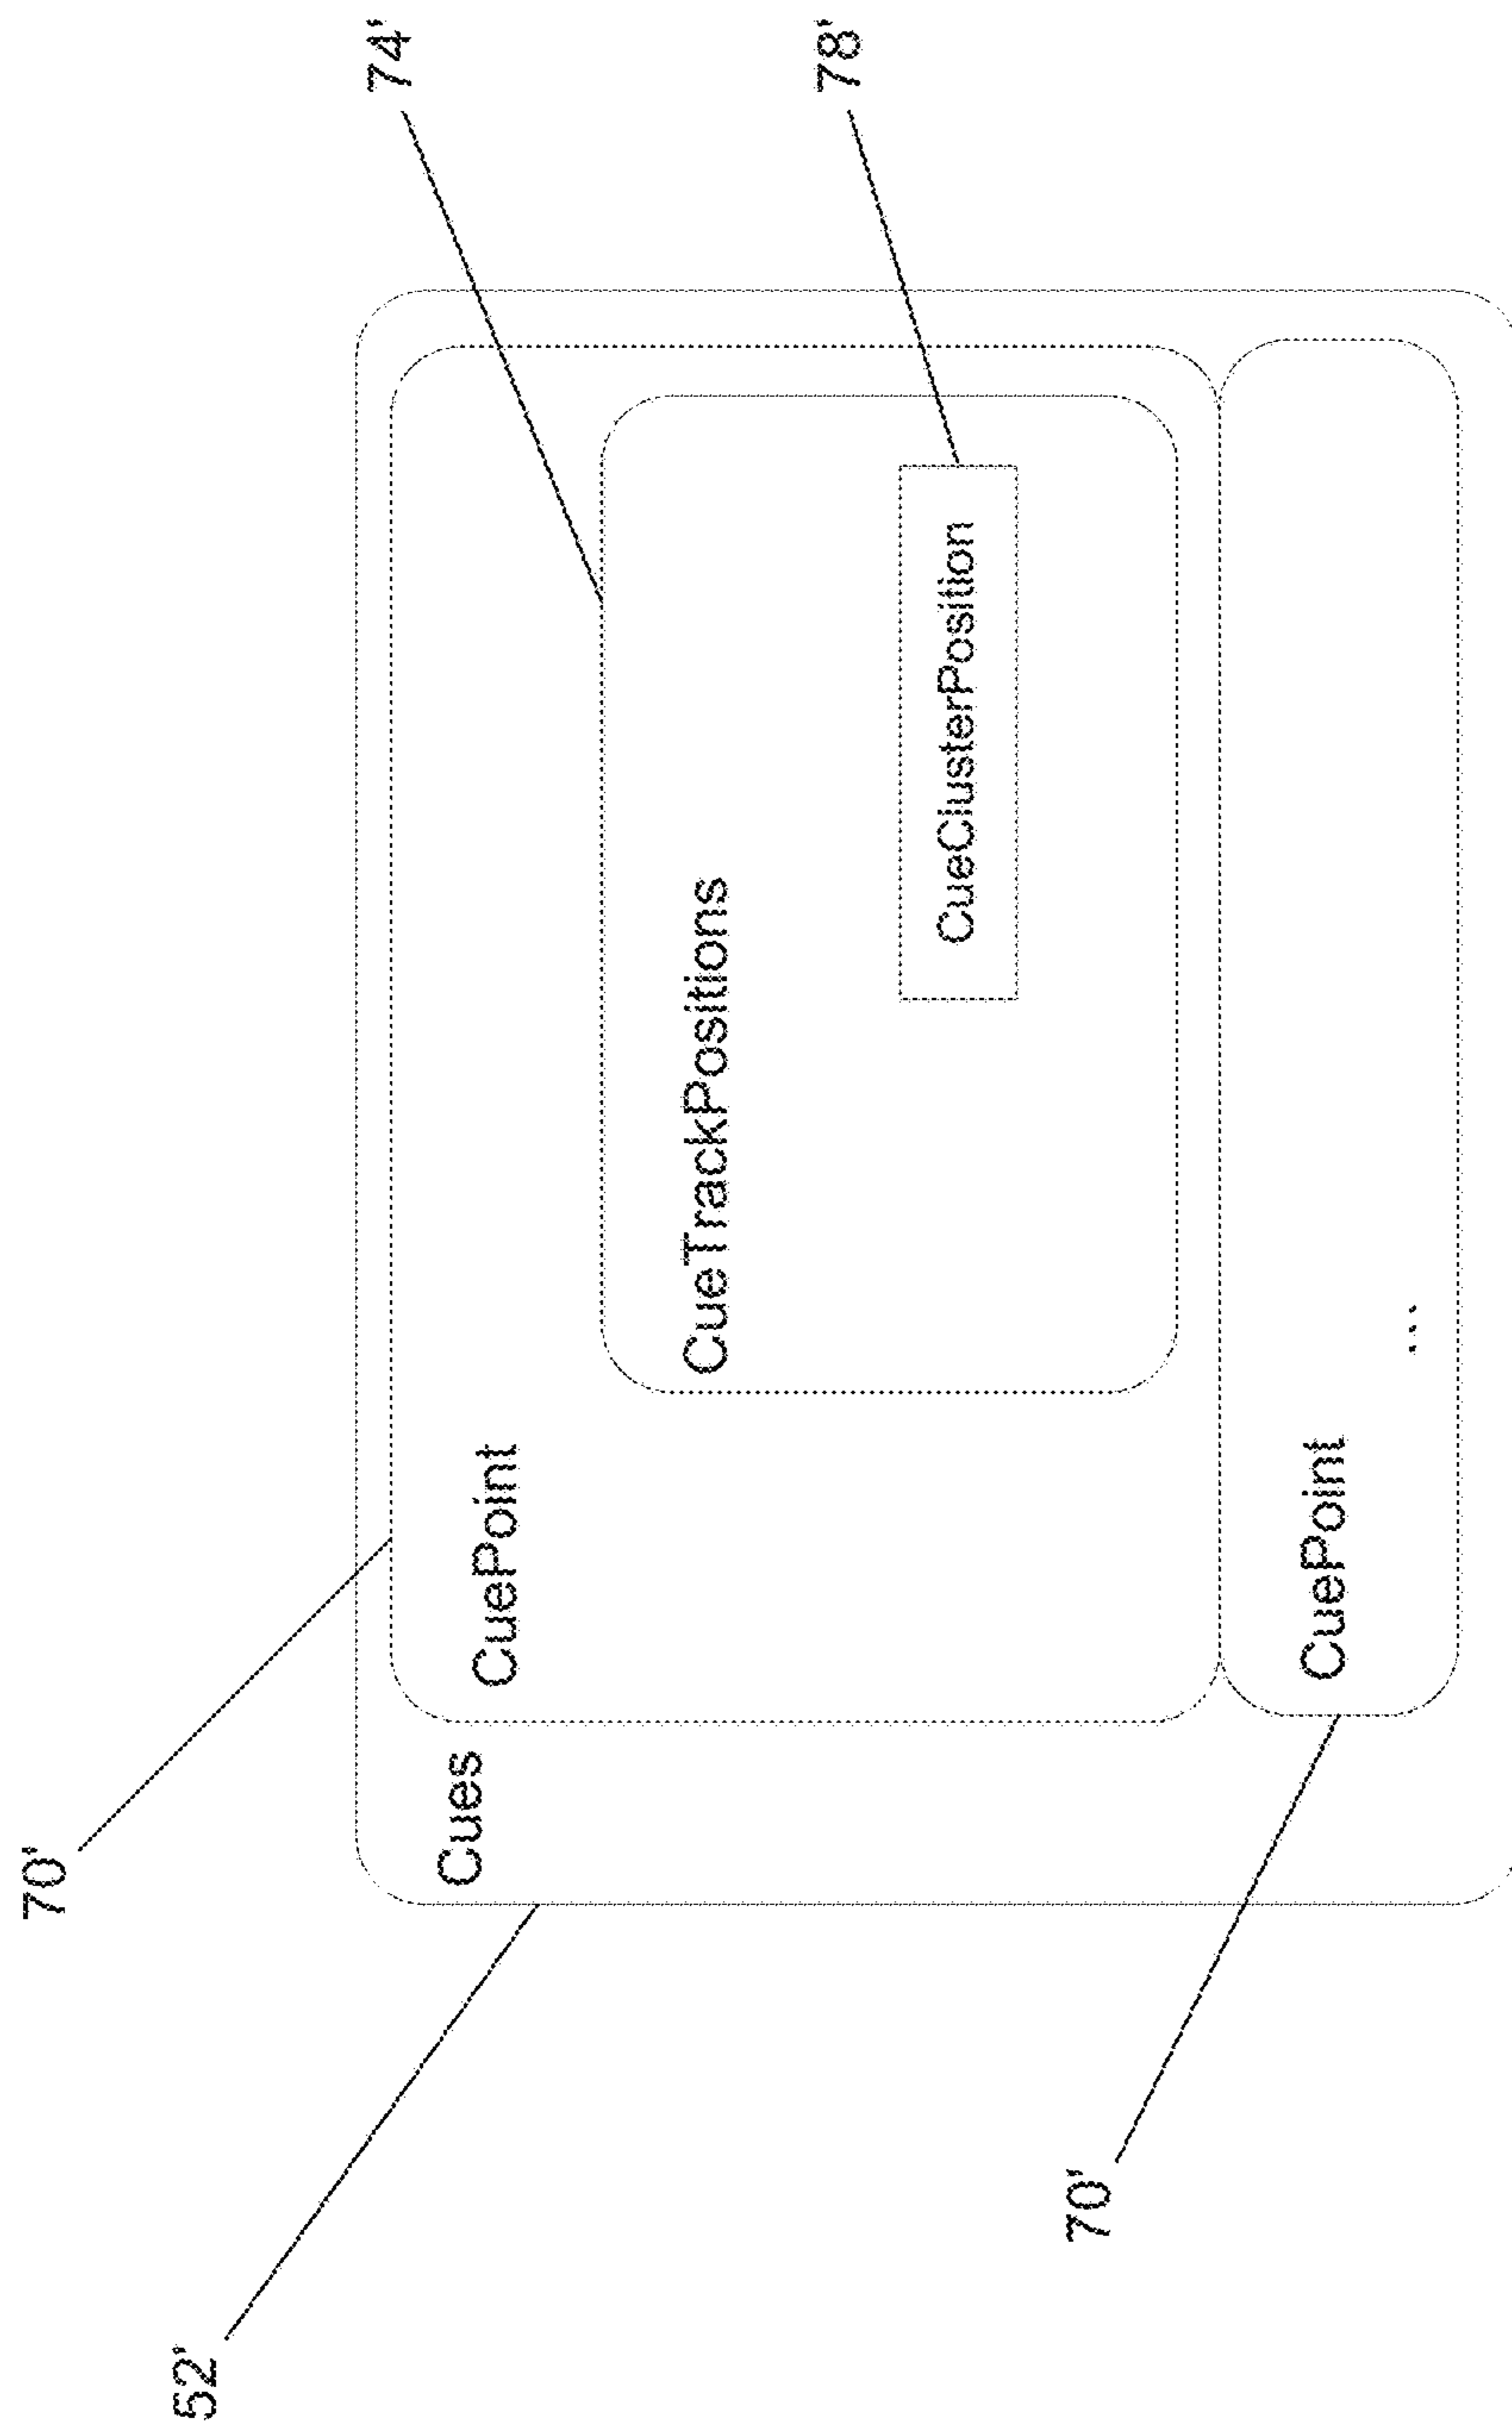 70'
52'
Cues
CuePoint
74'
CueTrackPositions
78'
CueClusterPosition
70'
CuePoint
...